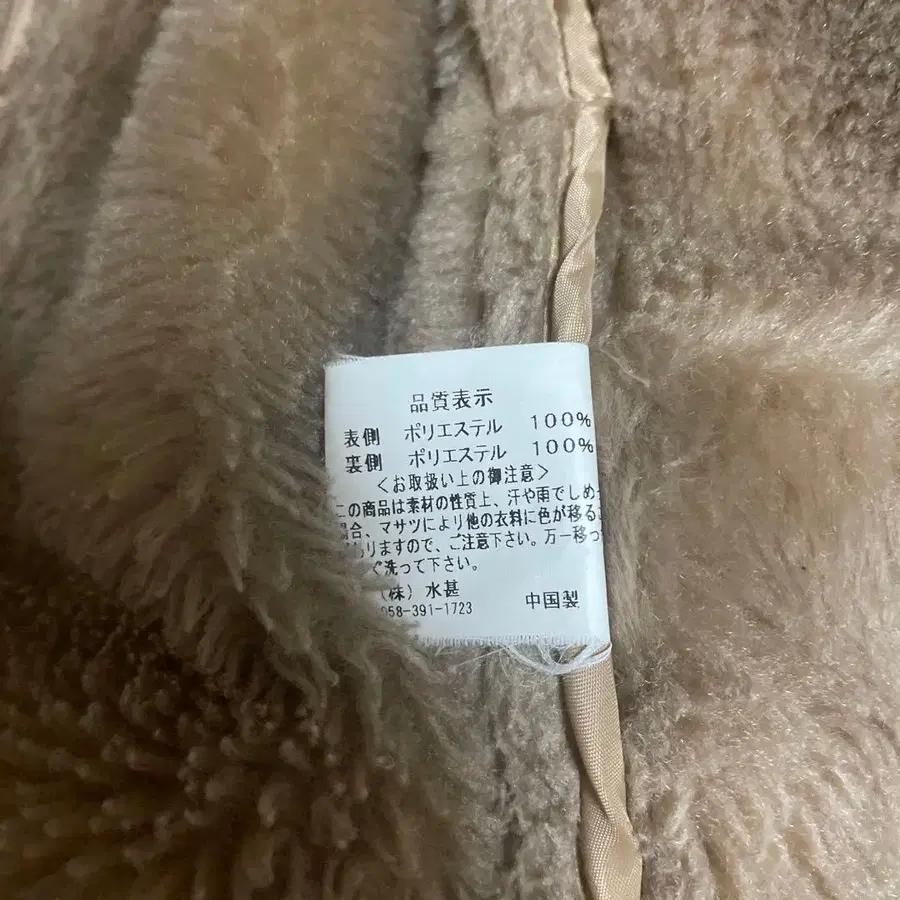 品質表示
表側 ポリエステル 100%
裏側 ポリエステル 100%
<お取扱い上の御注意>
この商品は素材の性質上、汗や雨でしめっ
場合、マサツにより他の衣料に色が移るこ
ありますので、ご注意下さい。万一移っ
ぐ洗って下さい。
(株) 水甚
058-391-1723 中国製